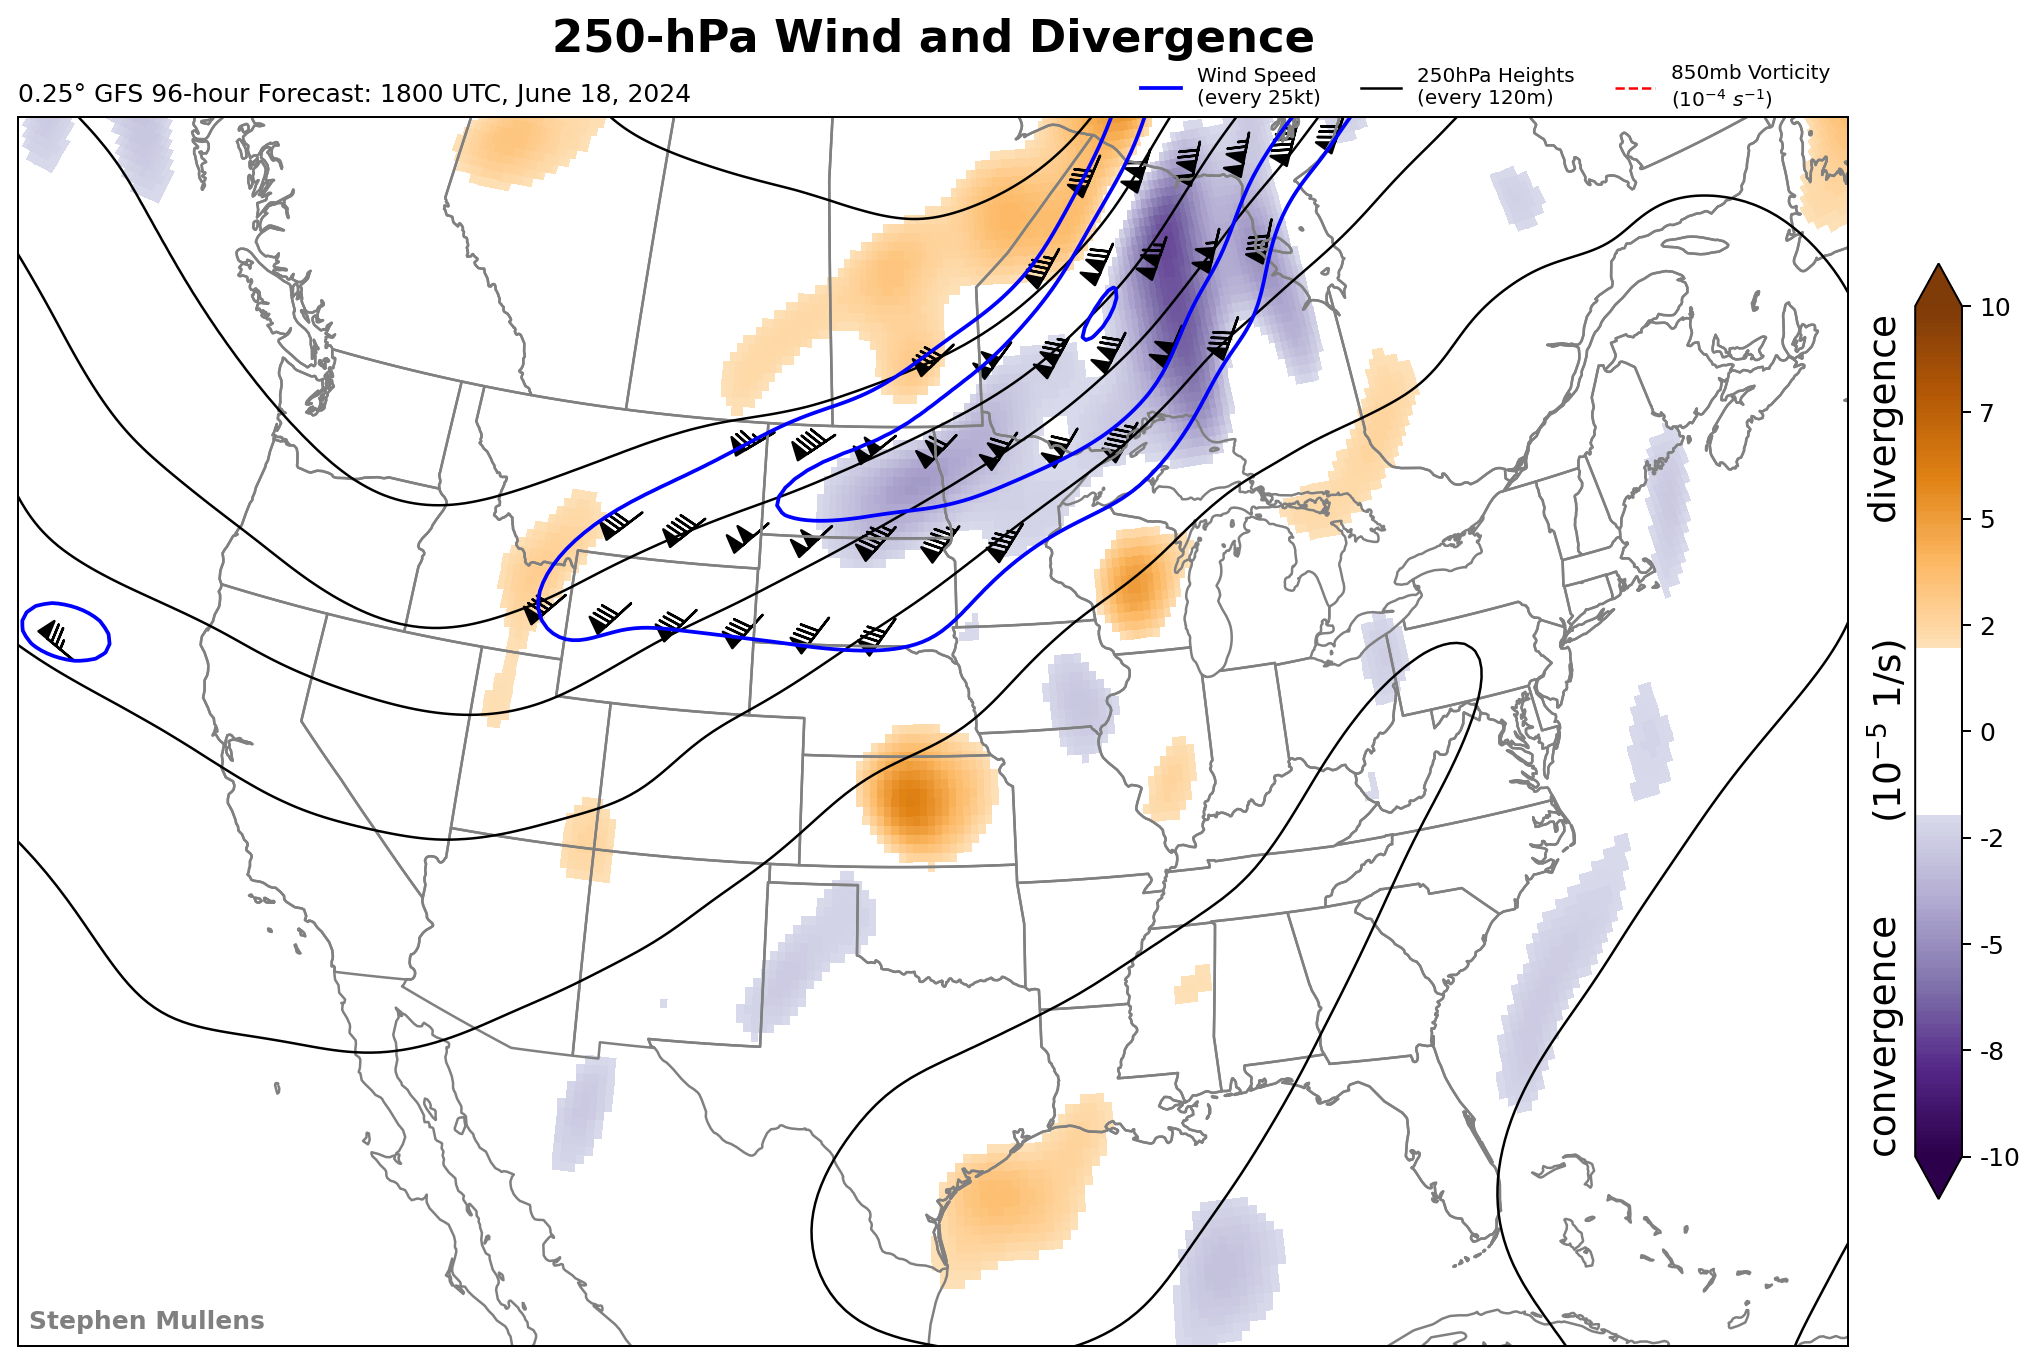 250-hPa Wind and Divergence
0.25° GFS 96-hour Forecast: 1800 UTC, June 18, 2024
Wind Speed
(every 25kt)
250hPa Heights
(every 120m)
850mb Vorticity
(10⁻⁴ s⁻¹)
10
7
5
2
0
-2
-5
-8
-10
convergence (10⁻⁵ 1/s) divergence
Stephen Mullens